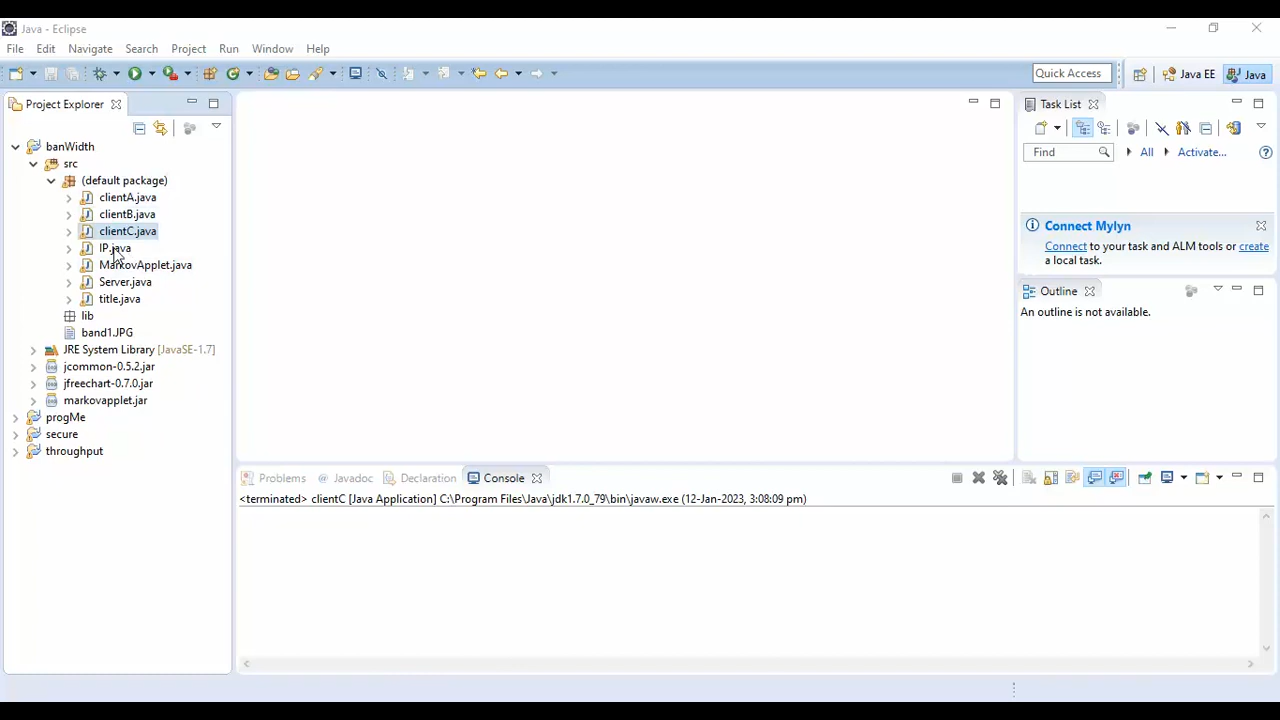 Java - Eclipse
File Edit Navigate Search Project Run Window Help
Quick Access
Java EE
Java
Project Explorer
banWidth
src
(default package)
clientA.java
clientB.java
clientC.java
IP.java
MarkovApplet.java
Server.java
title.java
lib
band1.JPG
JRE System Library [JavaSE-1.7]
jcommon-0.5.2.jar
jfreechart-0.7.0.jar
markovapplet.jar
progMe
secure
throughput
Problems Javadoc Declaration Console
<terminated> clientC [Java Application] C:\Program Files\Java\jdk1.7.0_79\bin\javaw.exe (12-Jan-2023, 3:08:09 pm)
Task List
Find All Activate...
Connect Mylyn
Connect to your task and ALM tools or create
a local task.
Outline
An outline is not available.